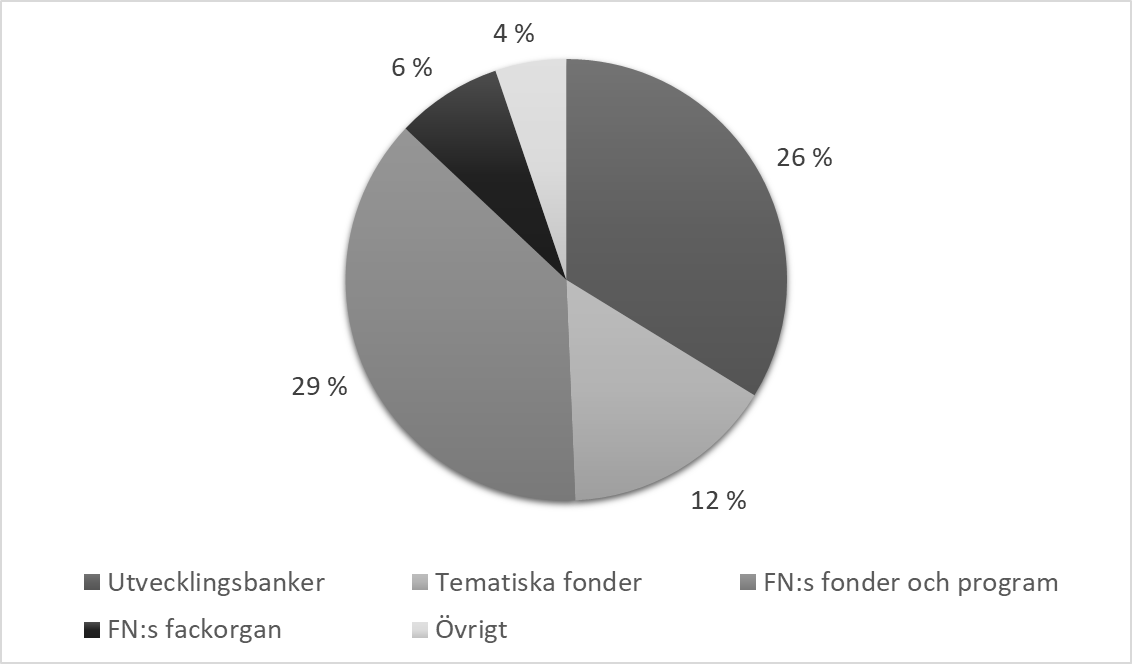 4 %
6 %
26 %
29 %
12 %
Utvecklingsbanker Tematiska fonder FN:s fonder och program
FN:s fackorgan Övrigt